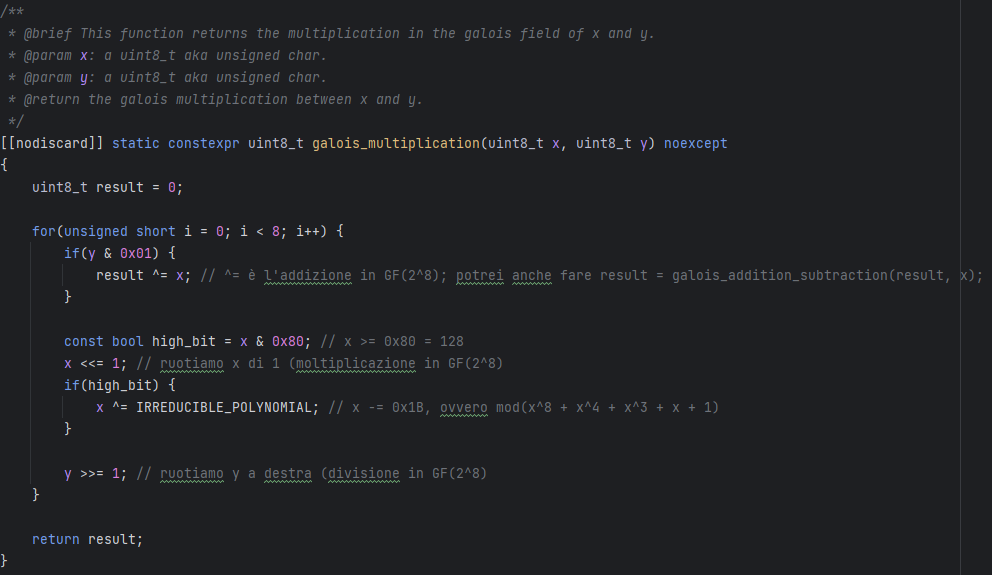 /**
 * @brief This function returns the multiplication in the galois field of x and y.
 * @param x: a uint8_t aka unsigned char.
 * @param y: a uint8_t aka unsigned char.
 * @return the galois multiplication between x and y.
 */
[[nodiscard]] static constexpr uint8_t galois_multiplication(uint8_t x, uint8_t y) noexcept
{
    uint8_t result = 0;

    for(unsigned short i = 0; i < 8; i++) {
        if(y & 0x01) {
            result ^= x; // ^= è l'addizione in GF(2^8); potrei anche fare result = galois_addition_subtraction(result, x);
        }

        const bool high_bit = x & 0x80; // x >= 0x80 = 128
        x <<= 1; // ruotiamo x di 1 (moltiplicazione in GF(2^8)
        if(high_bit) {
            x ^= IRREDUCIBLE_POLYNOMIAL; // x -= 0x1B, ovvero mod(x^8 + x^4 + x^3 + x + 1)
        }

        y >>= 1; // ruotiamo y a destra (divisione in GF(2^8)
    }

    return result;
}